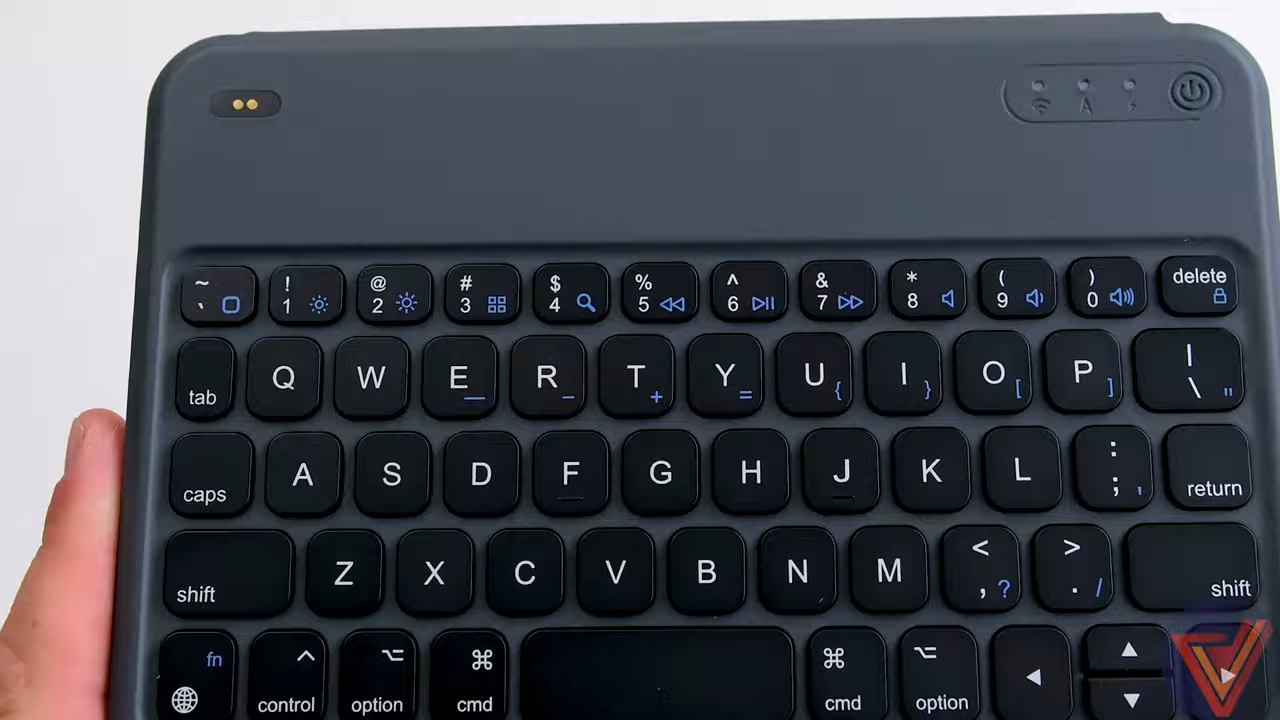 A
~ ! @ # $ % ^ & * ( ) delete
` 1 2 3 4 5 6 7 8 9 0
Q W E R T Y U I O P |
tab _ - + = { } [ ] \ "
A S D F G H J K L :
caps ; ' return
Z X C V B N M < >
shift , ? . / shift
fn ^ ⌥ ⌘ ⌘ ⌥ ◀ ▲ ▶
control option cmd cmd option ▼